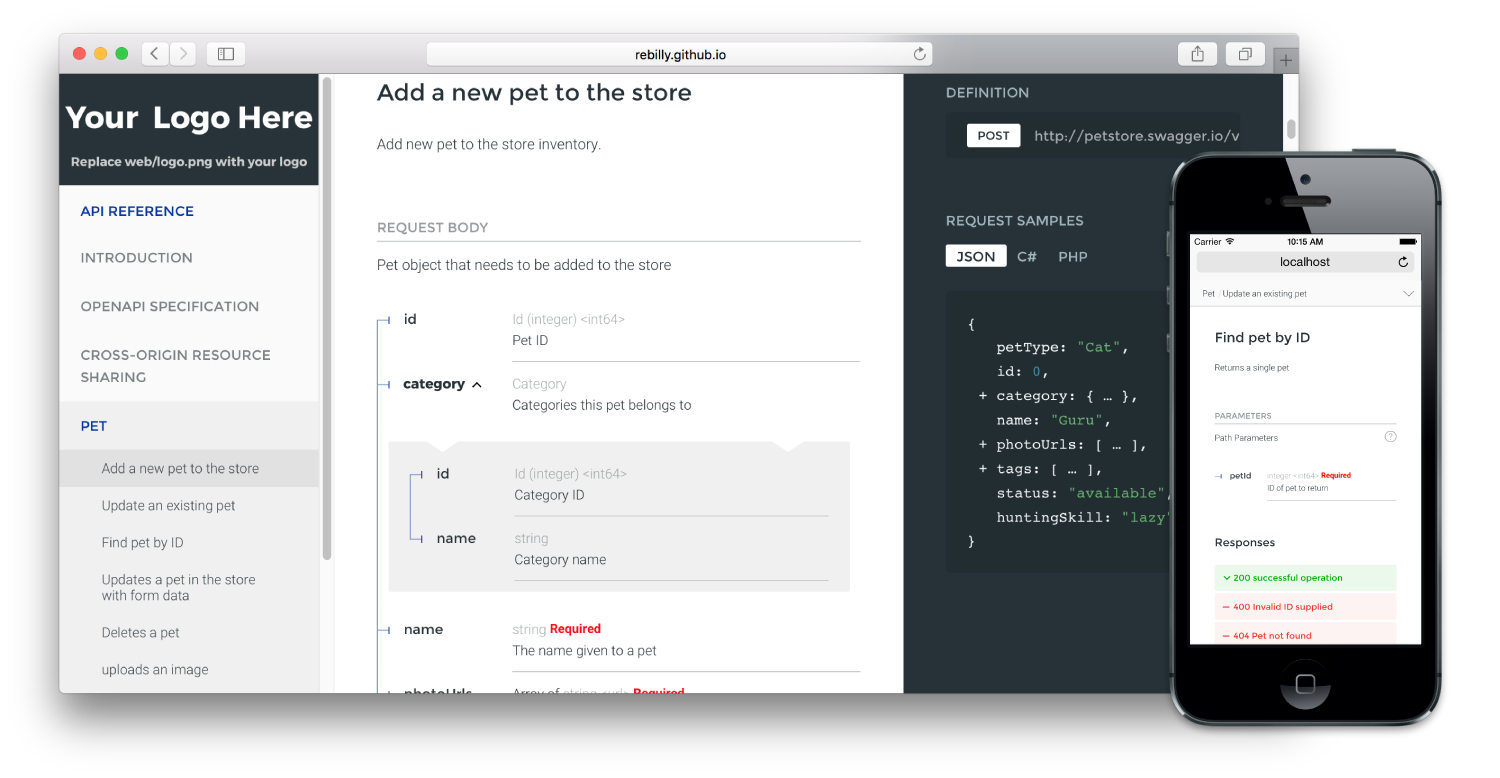 rebilly.github.io
Your Logo Here
Replace web/logo.png with your logo
API REFERENCE
INTRODUCTION
OPENAPI SPECIFICATION
CROSS-ORIGIN RESOURCE
SHARING
PET
Add a new pet to the store
Update an existing pet
Find pet by ID
Updates a pet in the store
with form data
Deletes a pet
uploads an image
Add a new pet to the store
Add new pet to the store inventory.
REQUEST BODY
Pet object that needs to be added to the store
id Id (integer) <int64>
Pet ID
category Category
Categories this pet belongs to
id Id (integer) <int64>
Category ID
name string
Category name
name string Required
The name given to a pet
photoUrls Array of string <url> Required
DEFINITION
POST http://petstore.swagger.io/v
REQUEST SAMPLES
JSON C# PHP
{
petType: "Cat",
id: 0,
+ category: { … },
name: "Guru",
+ photoUrls: [ … ],
+ tags: [ … ],
status: "available",
huntingSkill: "lazy"
}
Carrier 10:15 AM
localhost
Pet / Update an existing pet
Find pet by ID
Returns a single pet
PARAMETERS
Path Parameters ?
petId integer <int64> Required
ID of pet to return
Responses
200 successful operation
– 400 Invalid ID supplied
– 404 Pet not found